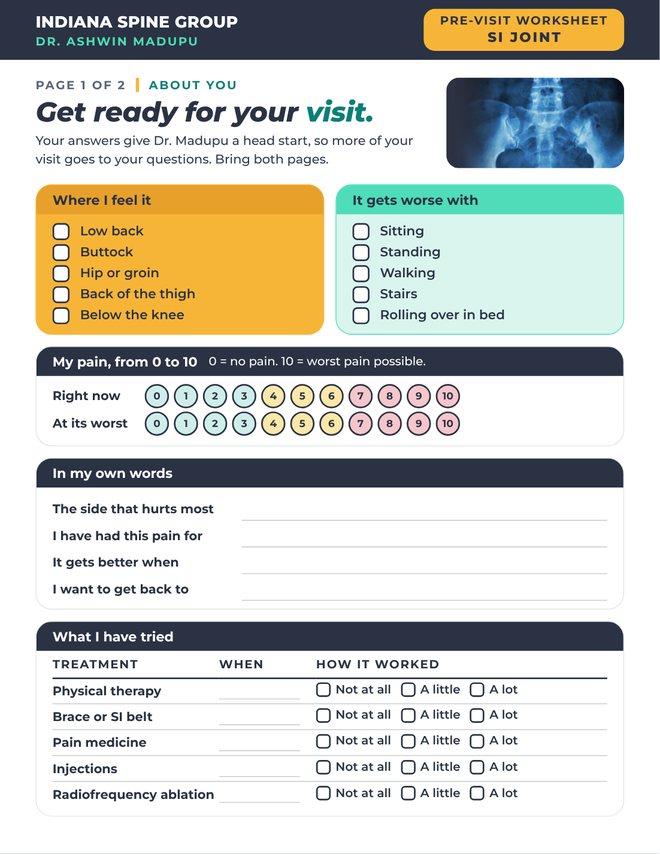 INDIANA SPINE GROUP
DR. ASHWIN MADUPU
PRE-VISIT WORKSHEET
SI JOINT
PAGE 1 OF 2 | ABOUT YOU
Get ready for your visit.
Your answers give Dr. Madupu a head start, so more of your
visit goes to your questions. Bring both pages.
Where I feel it
Low back
Buttock
Hip or groin
Back of the thigh
Below the knee
It gets worse with
Sitting
Standing
Walking
Stairs
Rolling over in bed
My pain, from 0 to 10 0 = no pain. 10 = worst pain possible.
Right now 0 1 2 3 4 5 6 7 8 9 10
At its worst 0 1 2 3 4 5 6 7 8 9 10
In my own words
The side that hurts most
I have had this pain for
It gets better when
I want to get back to
What I have tried
TREATMENT WHEN HOW IT WORKED
Physical therapy Not at all A little A lot
Brace or SI belt Not at all A little A lot
Pain medicine Not at all A little A lot
Injections Not at all A little A lot
Radiofrequency ablation Not at all A little A lot